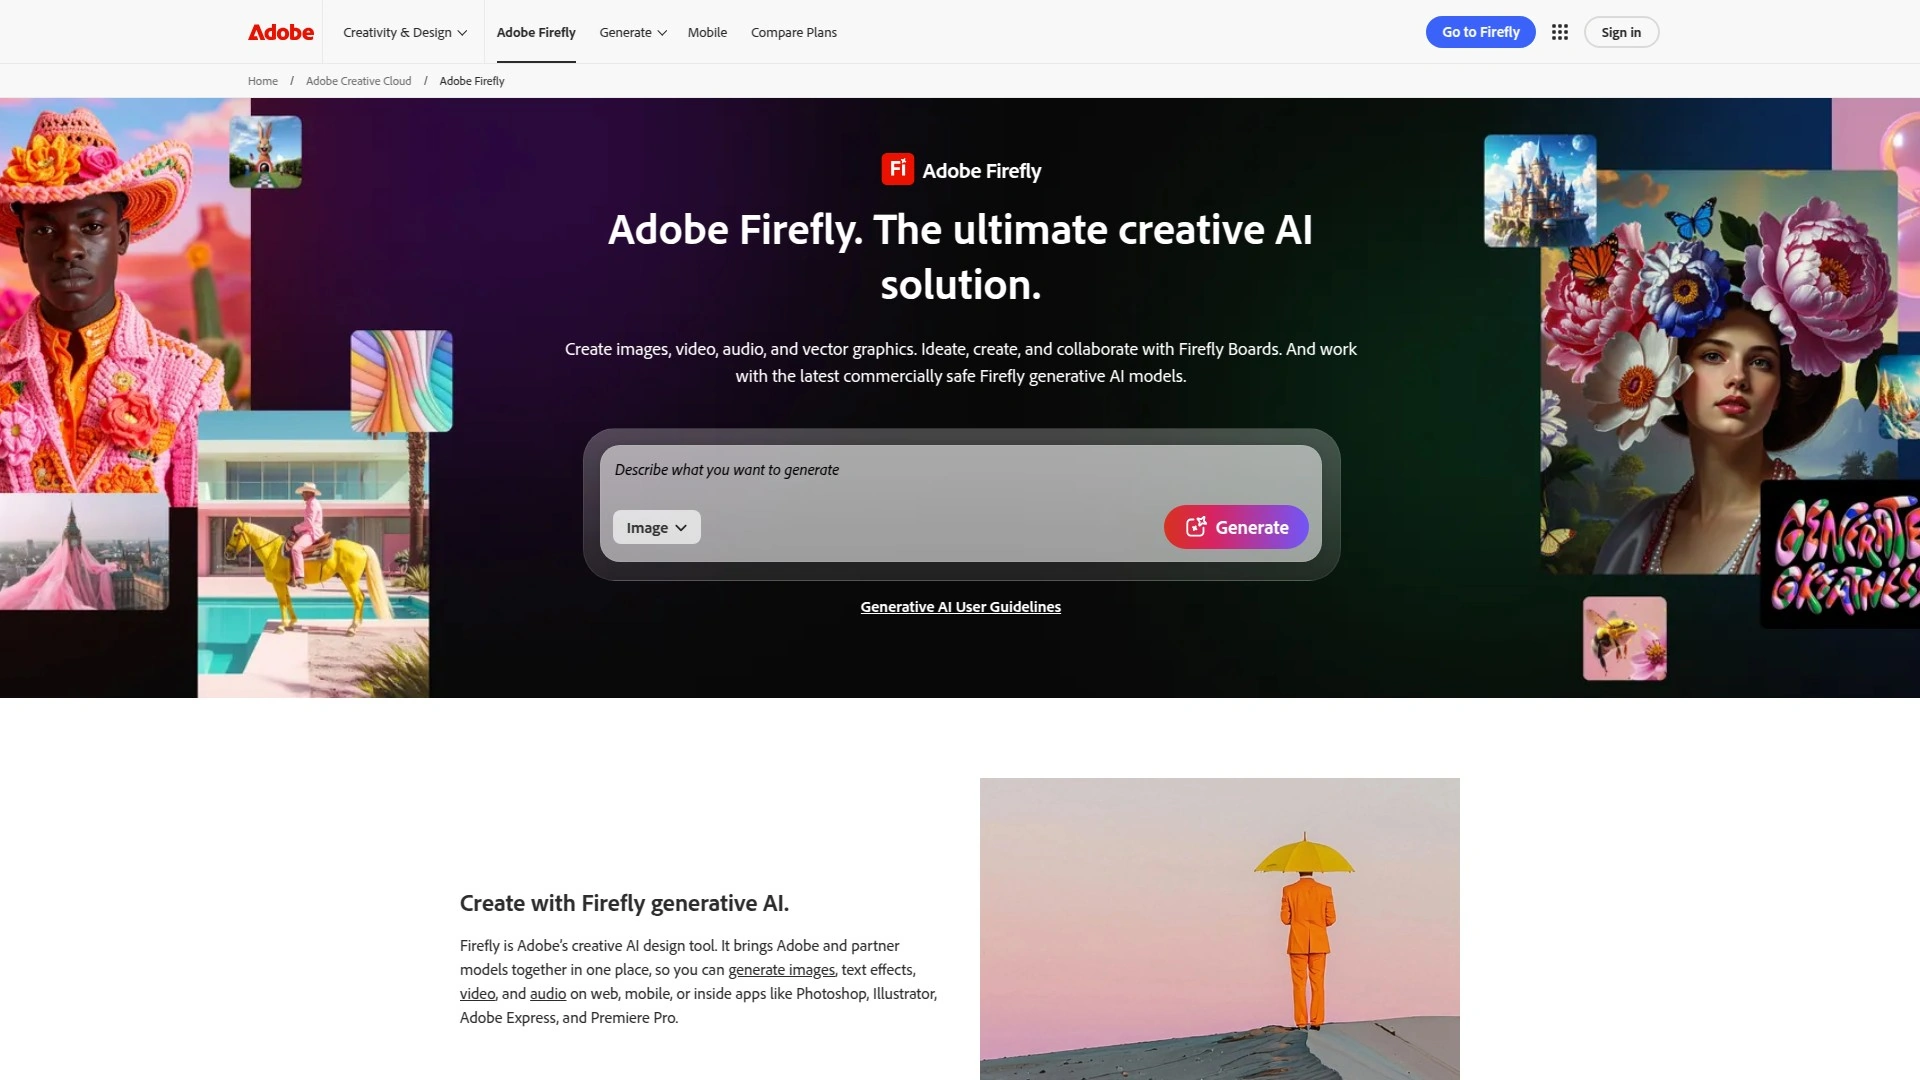 Adobe
Creativity & Design
Adobe Firefly
Generate
Mobile
Compare Plans
Go to Firefly
Sign in
Home / Adobe Creative Cloud / Adobe Firefly
Fi Adobe Firefly
Adobe Firefly. The ultimate creative AI
solution.
Create images, video, audio, and vector graphics. Ideate, create, and collaborate with Firefly Boards. And work
with the latest commercially safe Firefly generative AI models.
Describe what you want to generate
Image
Generate
Generative AI User Guidelines
GENERATE
GREATNESS
Create with Firefly generative AI.
Firefly is Adobe’s creative AI design tool. It brings Adobe and partner
models together in one place, so you can generate images, text effects,
video, and audio on web, mobile, or inside apps like Photoshop, Illustrator,
Adobe Express, and Premiere Pro.